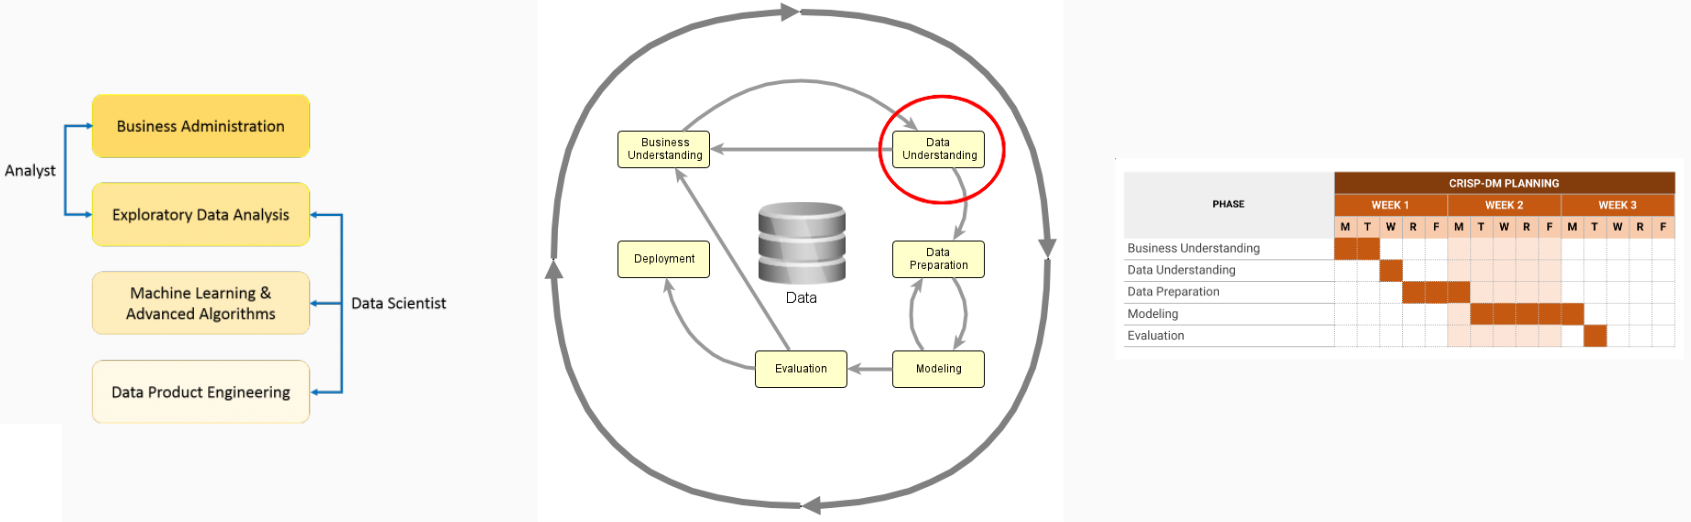 Analyst
Business Administration
Exploratory Data Analysis
Machine Learning &
Advanced Algorithms
Data Product Engineering
Data Scientist
Business
Understanding
Data
Understanding
Data
Preparation
Deployment
Data
Evaluation
Modeling
PHASE
CRISP-DM PLANNING
WEEK 1 WEEK 2 WEEK 3
M T W R F M T W R F M T W R F
Business Understanding
Data Understanding
Data Preparation
Modeling
Evaluation